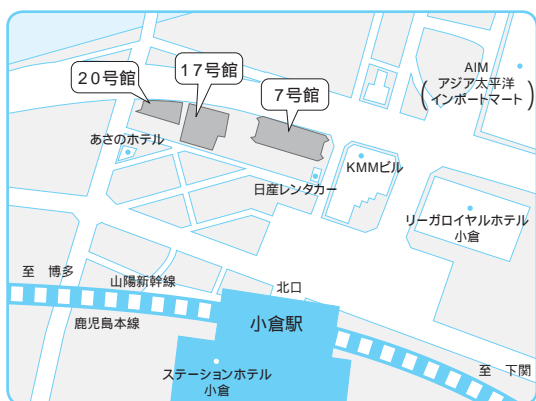 AIM
アジア太平洋
インポートマート
20号館
17号館
7号館
あさのホテル
KMMビル
日産レンタカー
リーガロイヤルホテル
小倉
至 博多
山陽新幹線
北口
鹿児島本線
小倉駅
ステーションホテル
小倉
至 下関